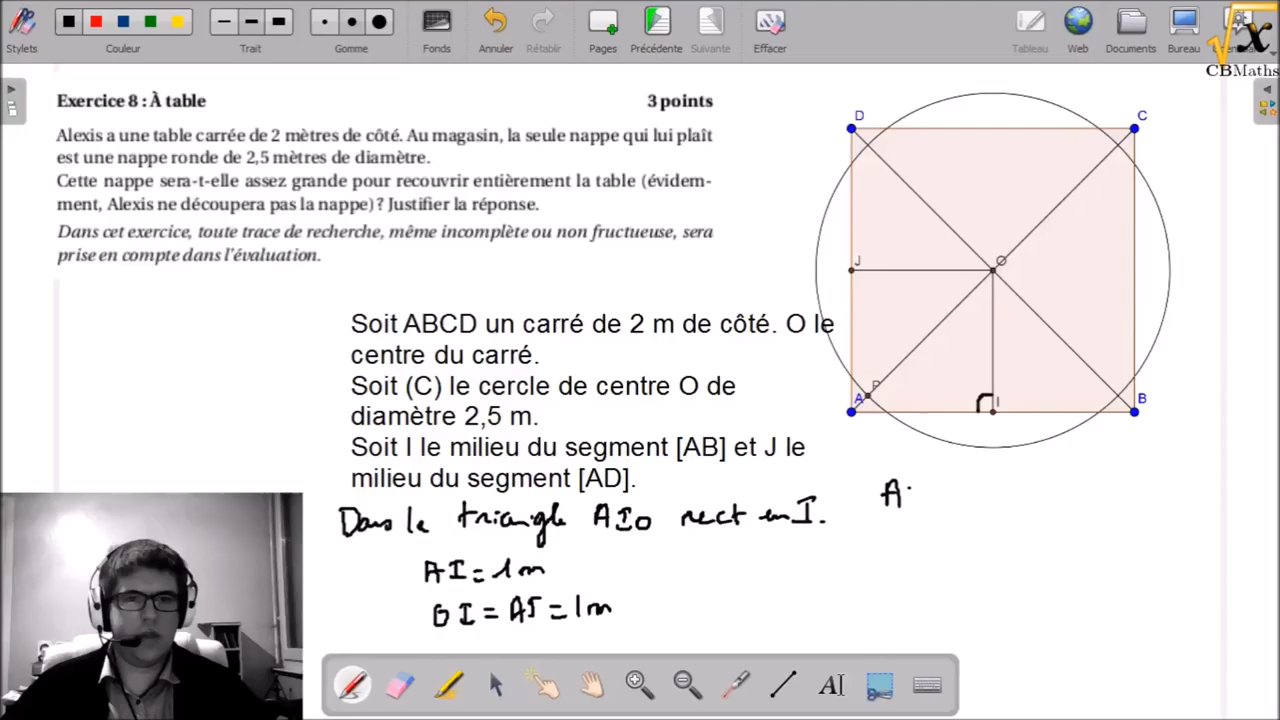 Stylets
Couleur
Trait
Gomme
Fonds
Annuler
Rétablir
Pages
Précédente
Suivante
Effacer
Tableau
Web
Documents
Bureau
CBMaths
Exercice 8 : À table 3 points
Alexis a une table carrée de 2 mètres de côté. Au magasin, la seule nappe qui lui plaît
est une nappe ronde de 2,5 mètres de diamètre.
Cette nappe sera-t-elle assez grande pour recouvrir entièrement la table (évidem-
ment, Alexis ne découpera pas la nappe) ? Justifier la réponse.
Dans cet exercice, toute trace de recherche, même incomplète ou non fructueuse, sera
prise en compte dans l'évaluation.
D
C
J
O
A
P
I
B
Soit ABCD un carré de 2 m de côté. O le
centre du carré.
Soit (C) le cercle de centre O de
diamètre 2,5 m.
Soit I le milieu du segment [AB] et J le
milieu du segment [AD].
Dans le triangle AIO rect en I.
A
AI = 1m
OI = AJ = 1m
AI